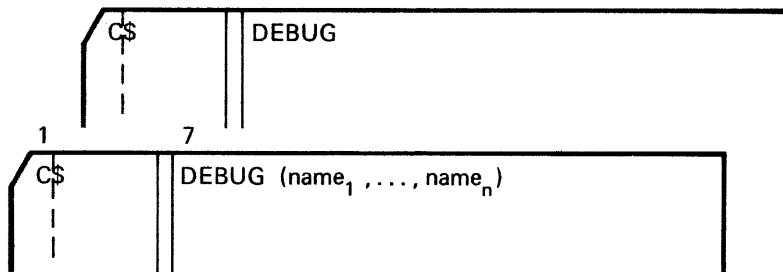 C$ DEBUG
1 7
C$ DEBUG (name₁ , . . . , nameₙ)